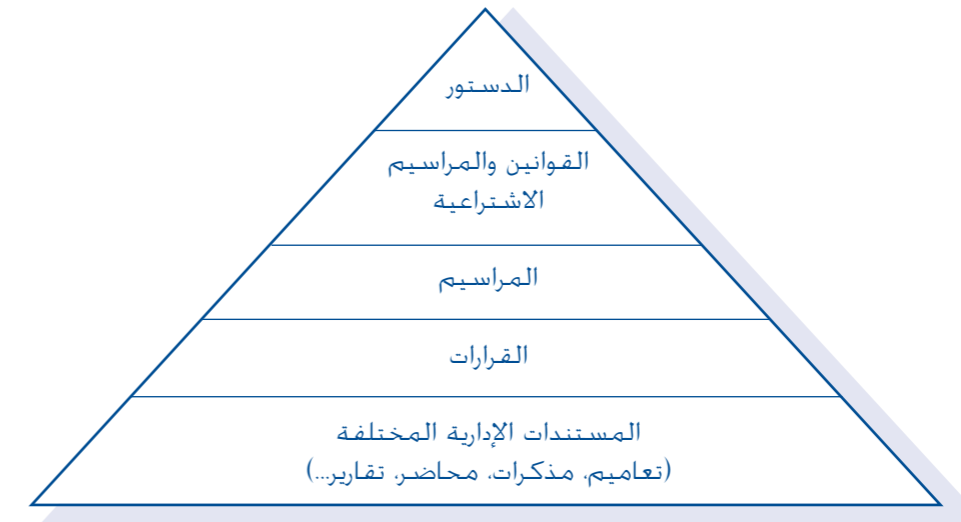 الدستور
القوانين والمراسيم
الاشتراعية
المراسيم
القرارات
المستندات الإدارية المختلفة
(تعاميم، مذكرات، محاضر، تقارير...)